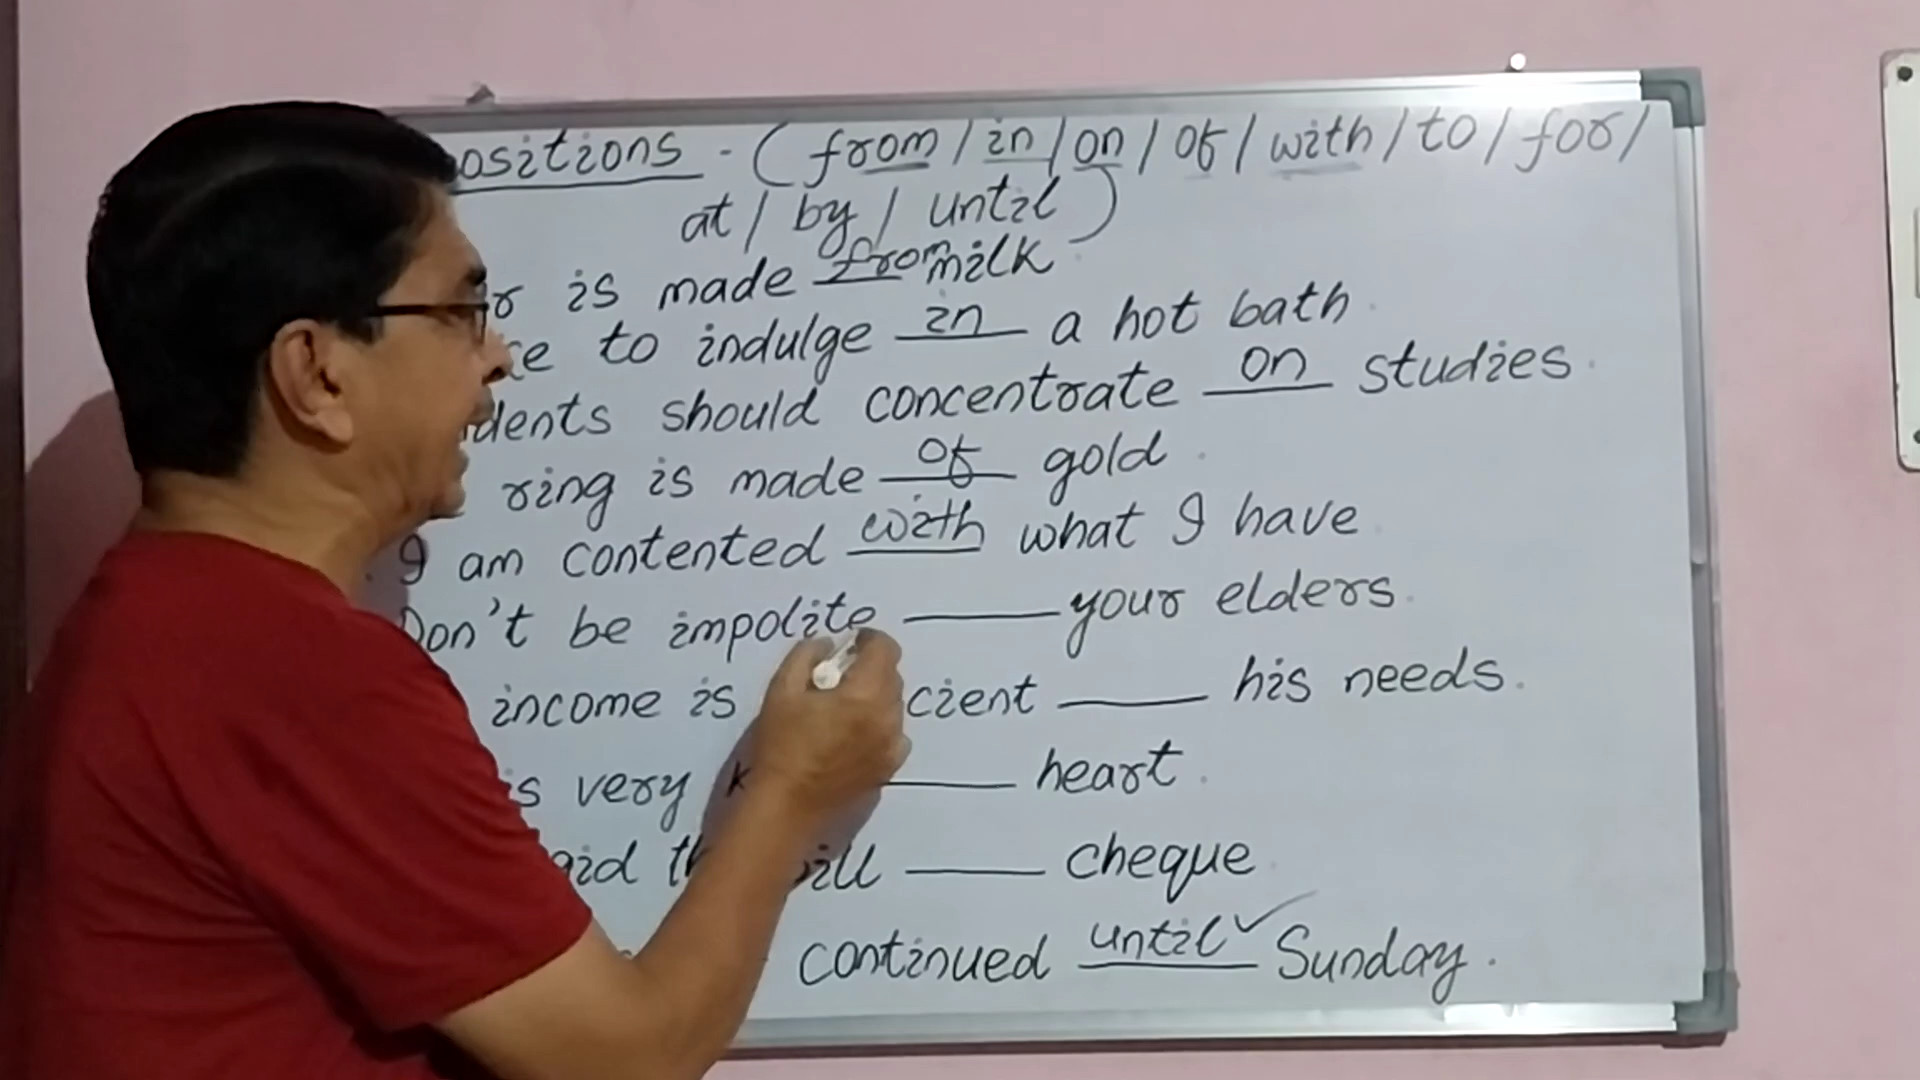 ositions - (from / in / on / of / with / to / for /
at / by / until)
is made from milk
to indulge in a hot bath.
dents should concentrate on studies.
ring is made of gold.
I am contented with what I have
Don't be impolite ____ your elders.
income is cient ____ his needs.
is very ____ heart.
bill ____ cheque
continued until ✓ Sunday.